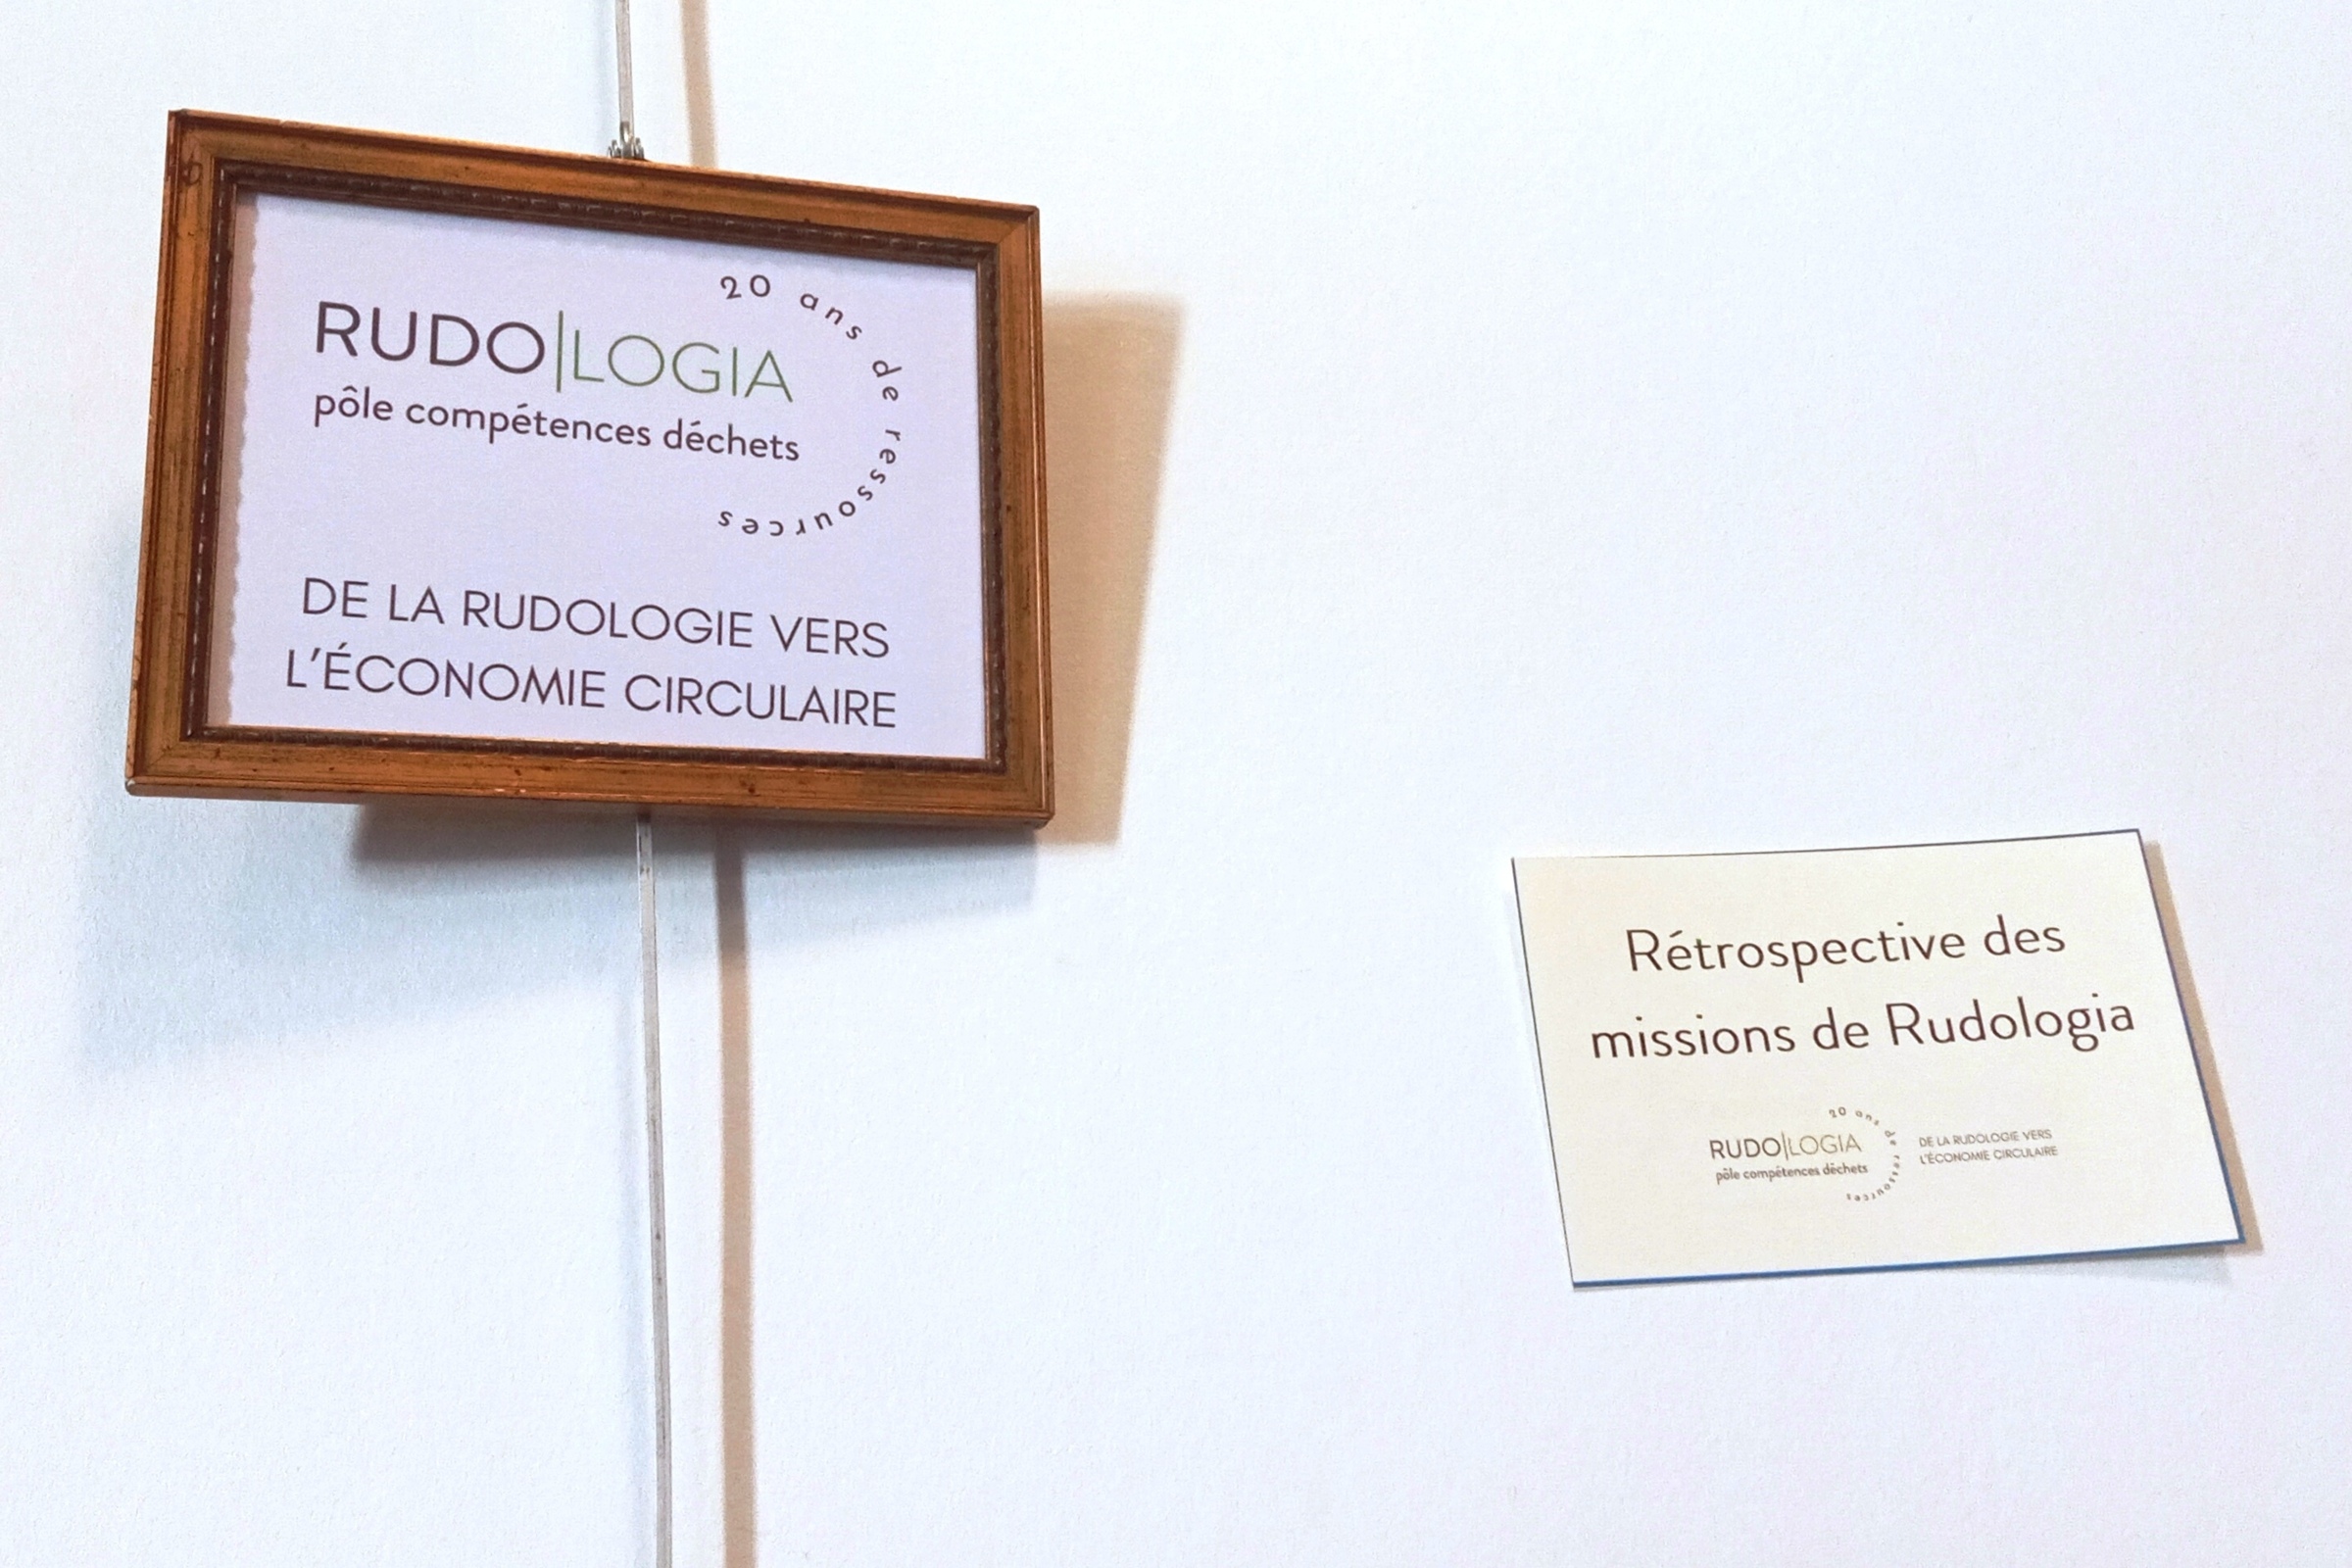 RUDO|LOGIA
pôle compétences déchets
20 ans de ressources
DE LA RUDOLOGIE VERS
L'ÉCONOMIE CIRCULAIRE
Rétrospective des
missions de Rudologia
RUDO|LOGIA
pôle compétences déchets
20 ans de ressources
DE LA RUDOLOGIE VERS
L'ÉCONOMIE CIRCULAIRE